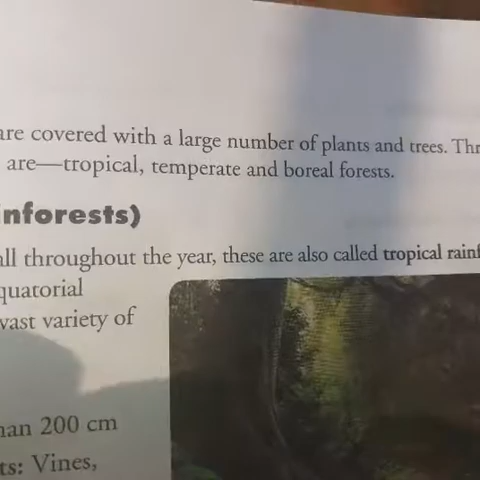 are covered with a large number of plants and trees. Thr
are—tropical, temperate and boreal forests.
nforests)
all throughout the year, these are also called tropical rainf
quatorial
vast variety of
han 200 cm
ts: Vines,